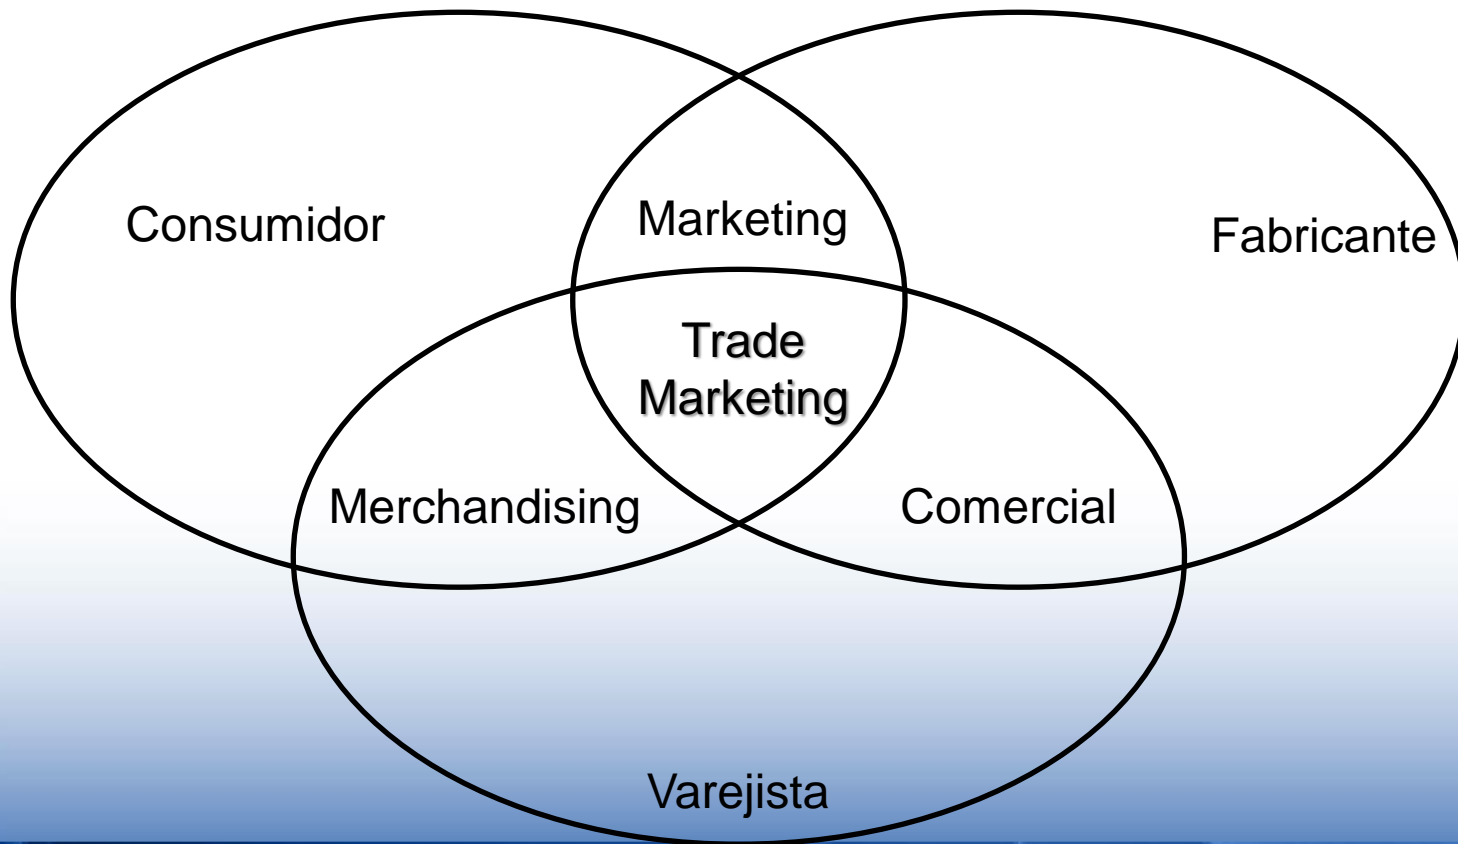 Consumidor
Marketing
Fabricante
Trade
Marketing
Merchandising
Comercial
Varejista